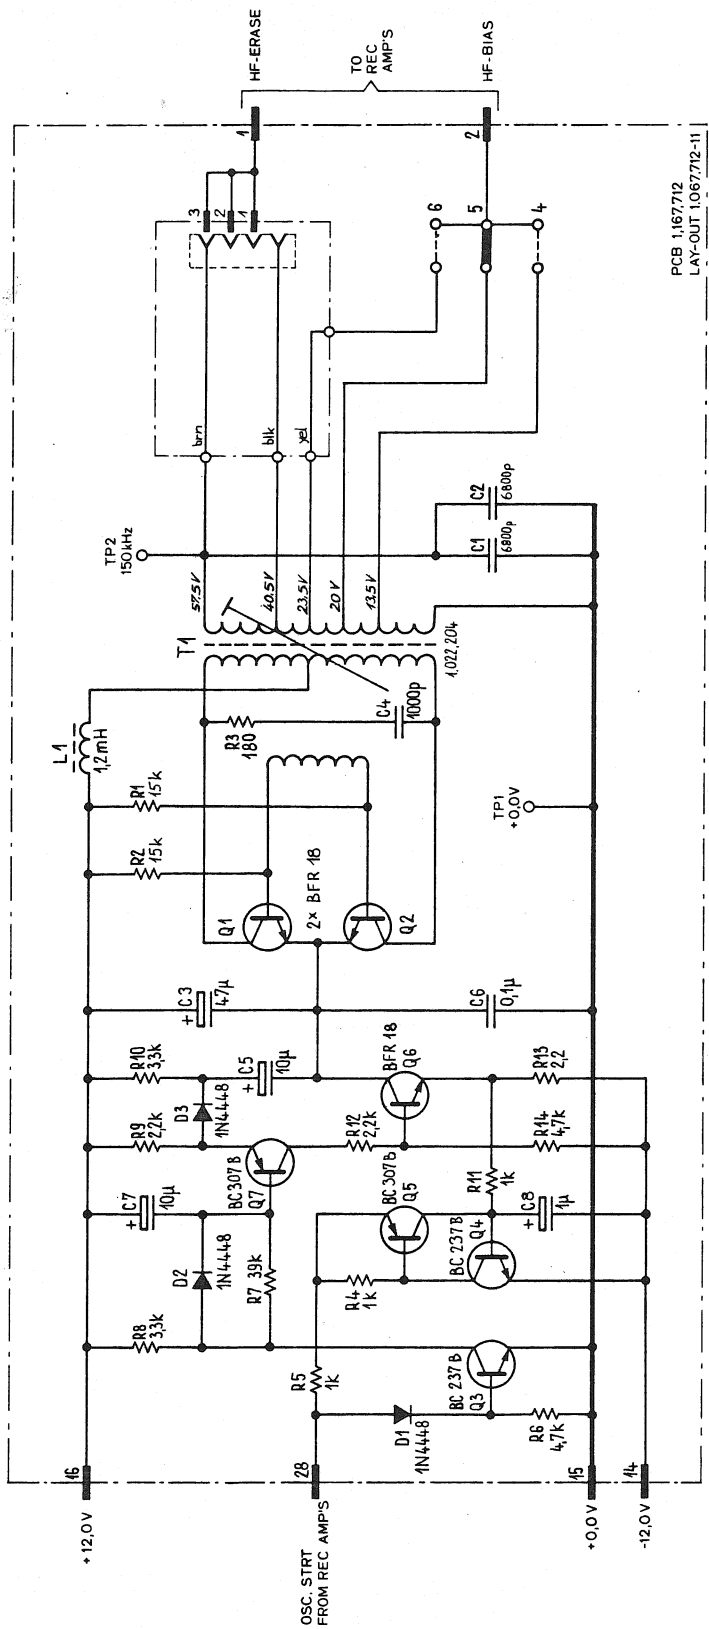 +12,0V
16
OSC. STRT
FROM REC AMP'S
28
+0,0V
15
-12,0V
14
R8
3,3k
D2
1N4448
R7 39k
C7
+
10µ
R9
2,2k
D3
1N4448
R10
3,3k
BC307B
Q7
C5
+
10µ
C3
+
47µ
R5
1k
D1
1N4448
R6
4,7k
BC 237B
Q3
R4
1k
BC307B
Q5
BC 237B
Q4
R11
1k
C8
+
1µ
R12
2,2k
R14
4,7k
BFR 18
Q6
R13
2,2
C6
0,1µ
R2
15k
R1
15k
L1
1,2mH
Q1
2x BFR 18
Q2
R3
180
C4
1000p
T1
1.022.204
TP1
+0,0V
TP2
150kHz
57,5V
40,5V
23,5V
20V
13,5V
C1
6800p
C2
6800p
brn
blk
yel
3
2
1
6
5
4
1
HF-ERASE
TO
REC
AMP'S
2
HF-BIAS
PCB 1.167.712
LAY-OUT 1.067.712-11